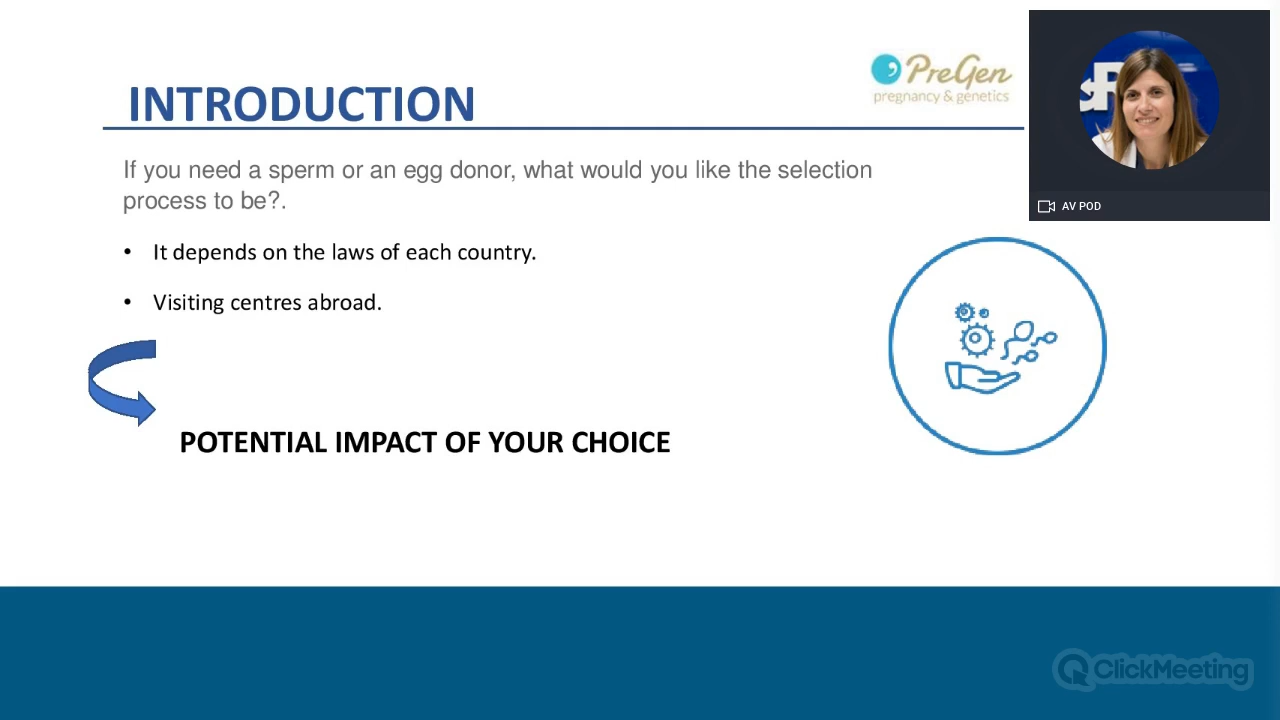 INTRODUCTION
PreGen
pregnancy & genetics
If you need a sperm or an egg donor, what would you like the selection
process to be?.
• It depends on the laws of each country.
• Visiting centres abroad.
POTENTIAL IMPACT OF YOUR CHOICE
AV POD
ClickMeeting